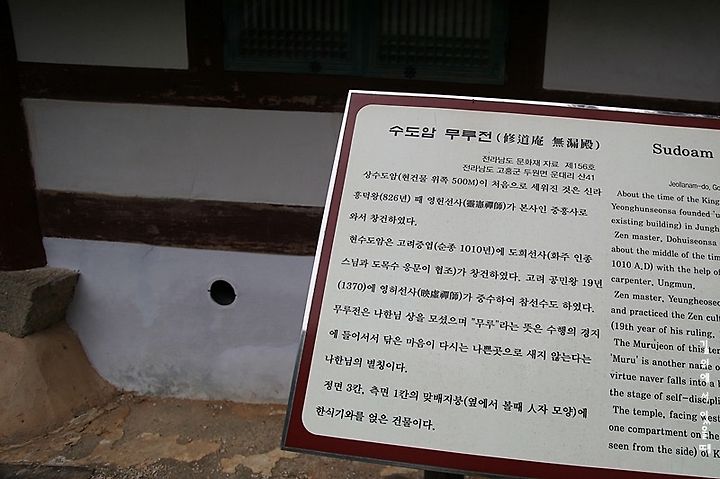 수도암 무루전 (修道庵 無漏殿)
전라남도 문화재 자료 제156호
전라남도 고흥군 두원면 운대리 산41
상수도암(현건물 위쪽 500M)이 처음으로 세워진 것은 신라
흥덕왕(826년) 때 영헌선사(靈憲禪師)가 본사인 중흥사로
와서 창건하였다.
현수도암은 고려중엽(순종 1010년)에 도희선사(화주 인종
스님과 도목수 웅문이 협조)가 창건하였다. 고려 공민왕 19년
(1370)에 영허선사(映虛禪師)가 중수하여 참선수도 하였다.
무루전은 나한님 상을 모셨으며 "무루"라는 뜻은 수행의 경지
에 들어서서 닦은 마음이 다시는 나쁜곳으로 새지 않는다는
나한님의 별칭이다.
정면 3칸, 측면 1칸의 맞배지붕(옆에서 볼때 人자 모양)에
한식기와를 얹은 건물이다.
Sudoam
Jeollanam-do, Go
About the time of the King
Yeonghunseonsa founded
existing building) in Jungh
Zen master, Dohuiseonsa
about the middle of the tim
1010 A.D) with the help of
carpenter, Ungmun.
Zen master, Yeungheoseo
and practiced the Zen cult
(19th year of his ruling.
The Murujeon of this tem
'Muru' is another name o
virtue naver falls into a b
the stage of self-discipli
The temple, facing west
one compartment on the
seen from the side) of K